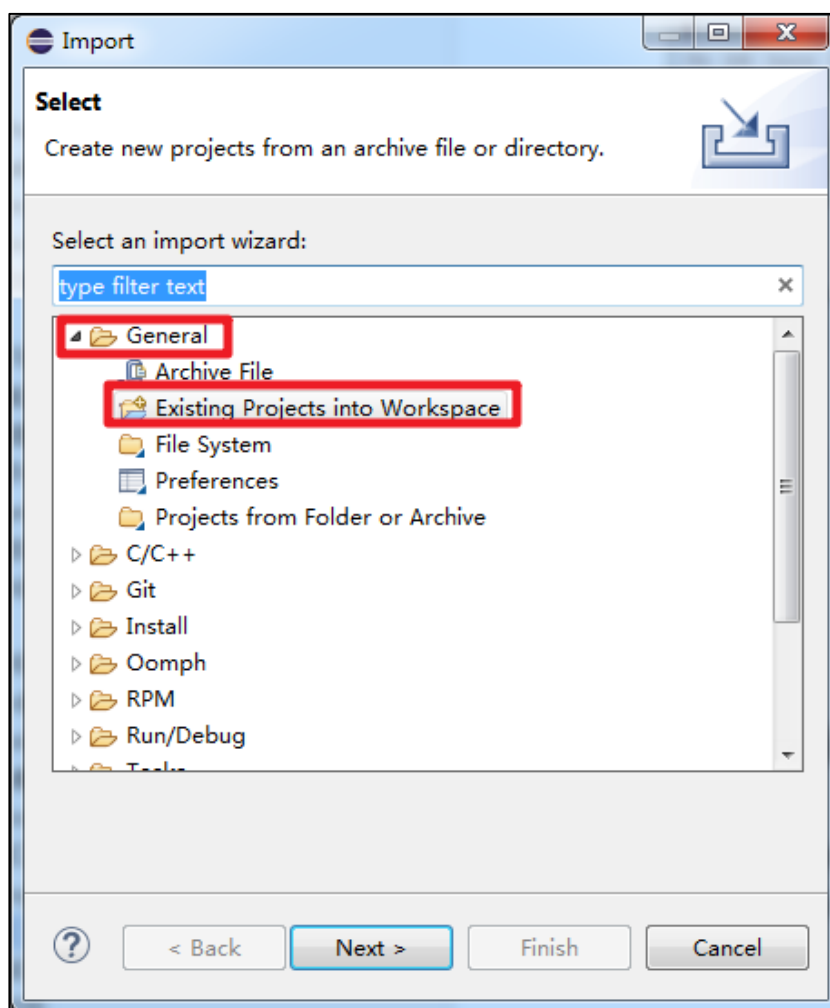 Import
Select
Create new projects from an archive file or directory.
Select an import wizard:
type filter text
General
Archive File
Existing Projects into Workspace
File System
Preferences
Projects from Folder or Archive
C/C++
Git
Install
Oomph
RPM
Run/Debug
Tasks
< Back Next > Finish Cancel